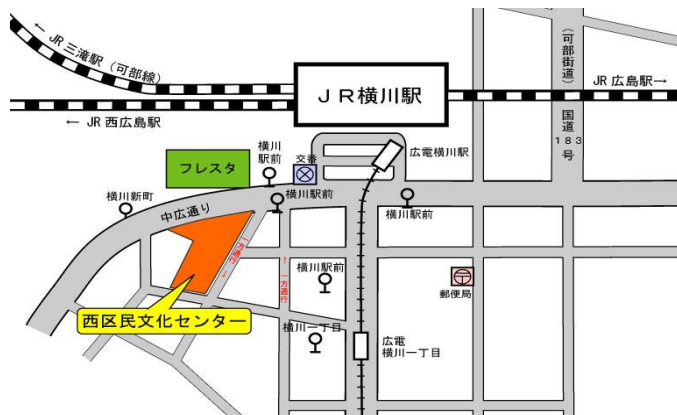 ← JR 三滝駅（可部線）
JR横川駅
（可部街道）
国道183号
JR 広島駅→
← JR 西広島駅
横川
駅前
交番
広電横川駅
フレスタ
横川新町
中広通り
横川駅前
横川駅前
一方通行→
←一方通行
横川駅前
郵便局
西区民文化センター
横川一丁目
広電
横川一丁目